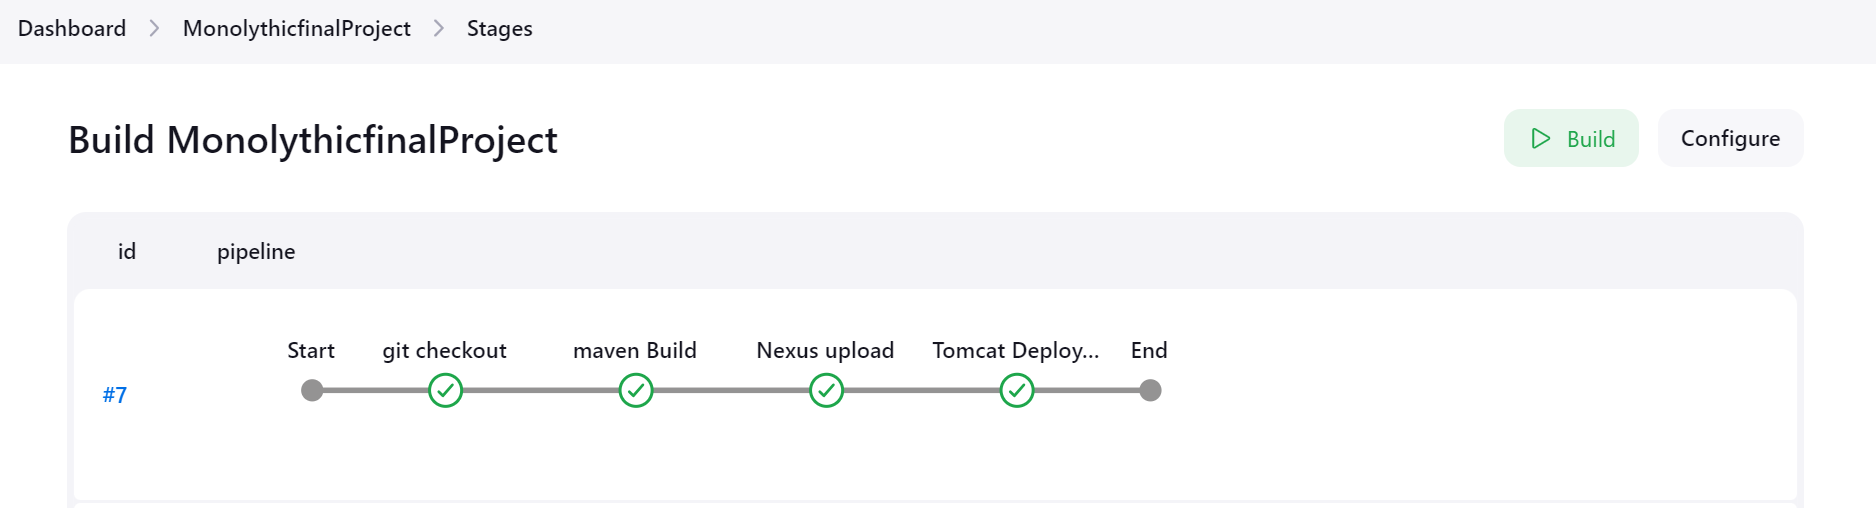 Dashboard > MonolythicfinalProject > Stages
Build MonolythicfinalProject
Build Configure
id pipeline
Start git checkout maven Build Nexus upload Tomcat Deploy... End
#7